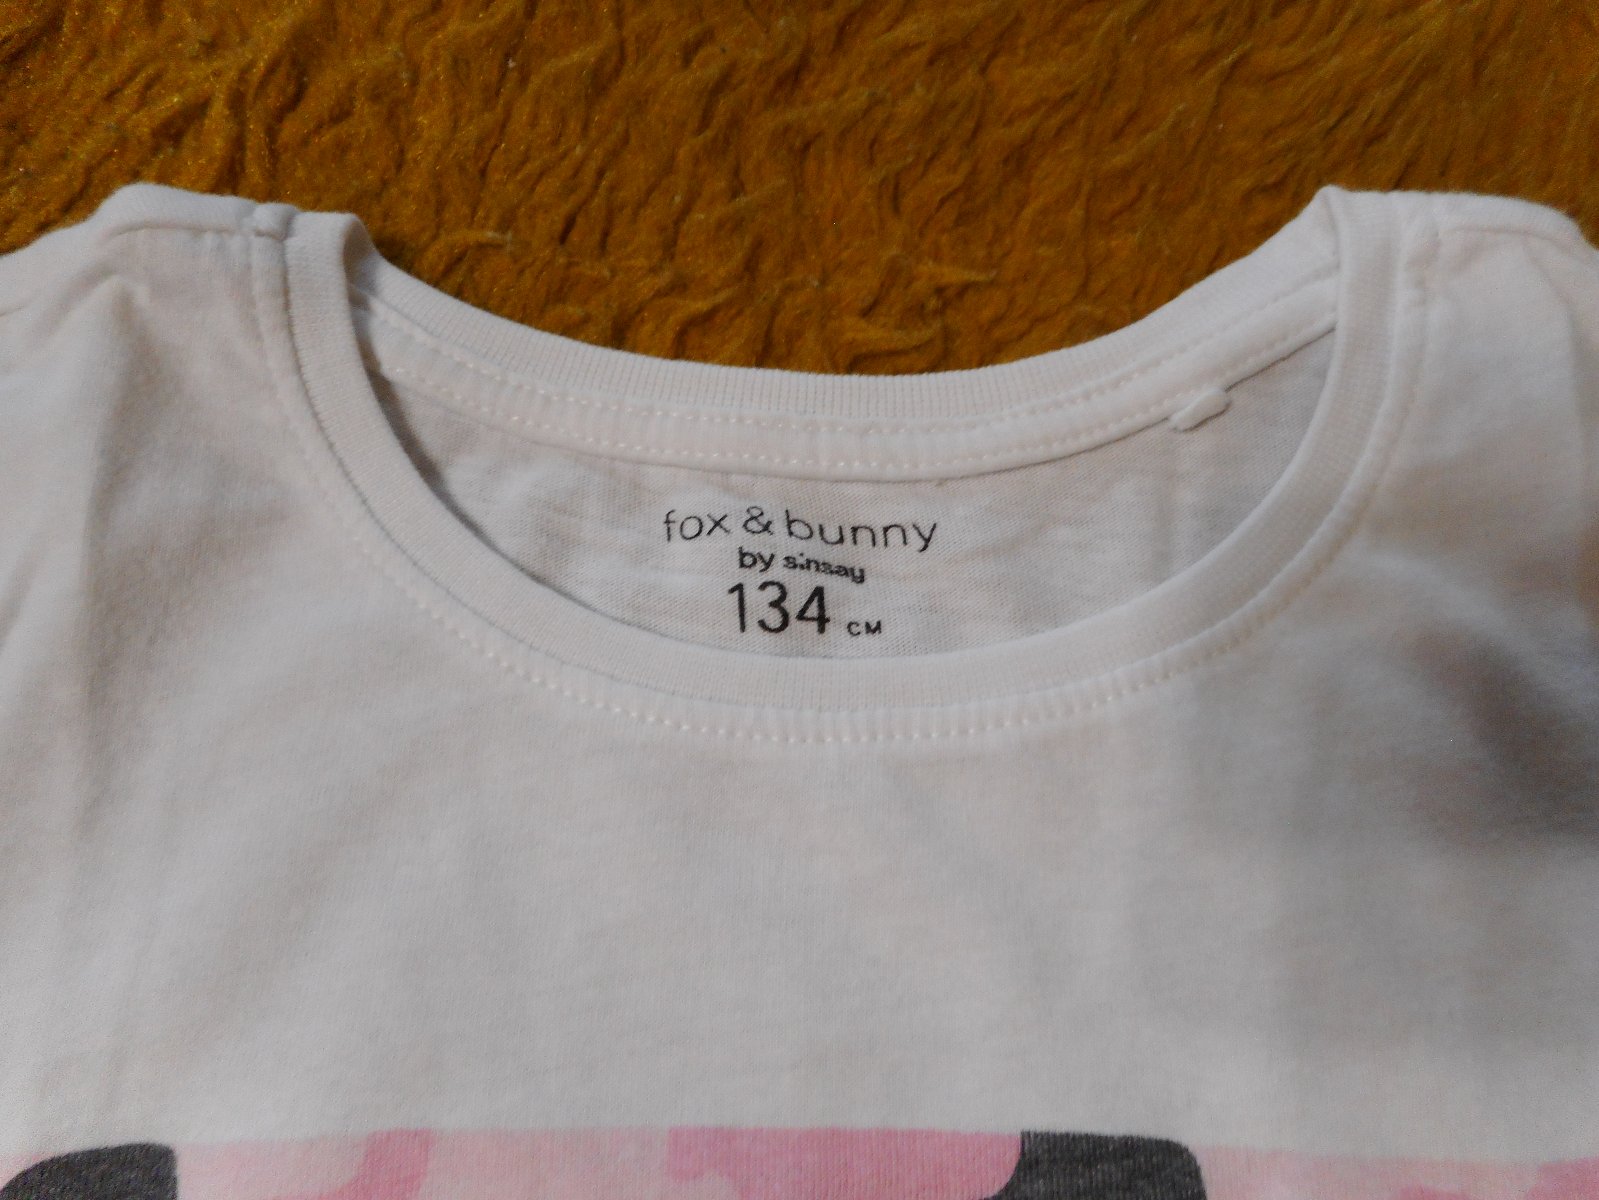 fox & bunny
by sinsay
134 CM